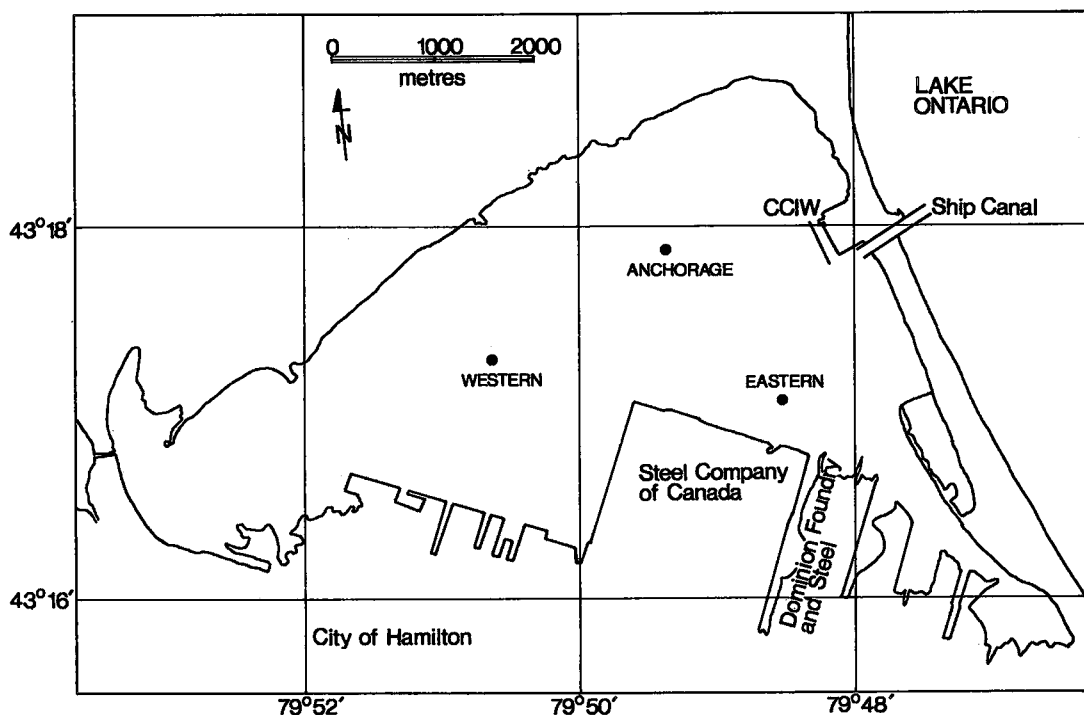 0 1000 2000
metres
N
LAKE
ONTARIO
CCIW
Ship Canal
43°18′
ANCHORAGE
WESTERN
EASTERN
Steel Company
of Canada
Dominion Foundry
and Steel
43°16′
City of Hamilton
79°52′
79°50′
79°48′